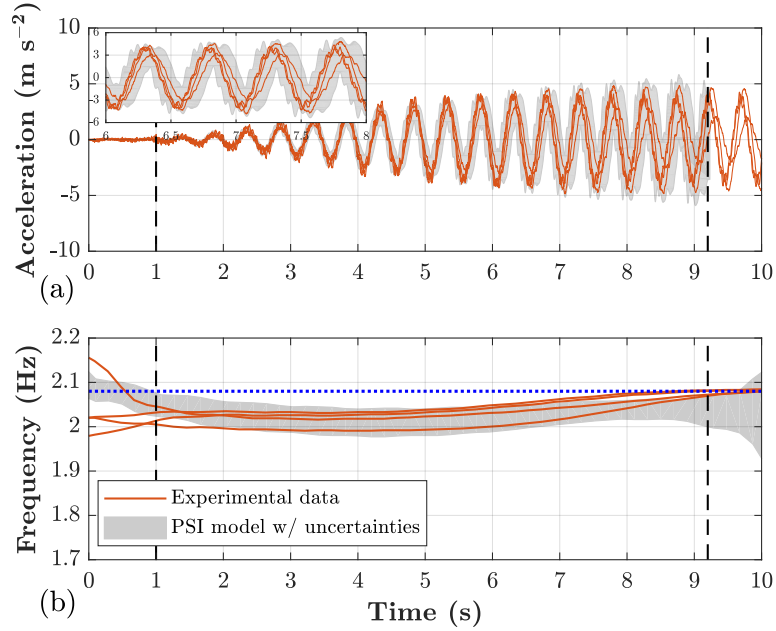 (a)
Acceleration (m s⁻²)
10
5
0
-5
-10
6
3
0
-3
-6
6 6.5 7 7.5 8
0 1 2 3 4 5 6 7 8 9 10
(b)
Frequency (Hz)
2.2
2.1
2
1.9
1.8
1.7
1.6
Experimental data
PSI model w/ uncertainties
0 1 2 3 4 5 6 7 8 9 10
Time (s)